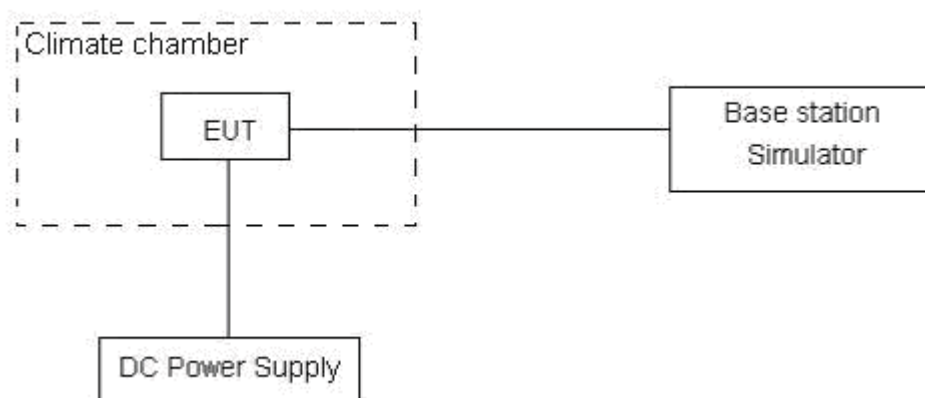 Climate chamber
EUT
Base station
Simulator
DC Power Supply